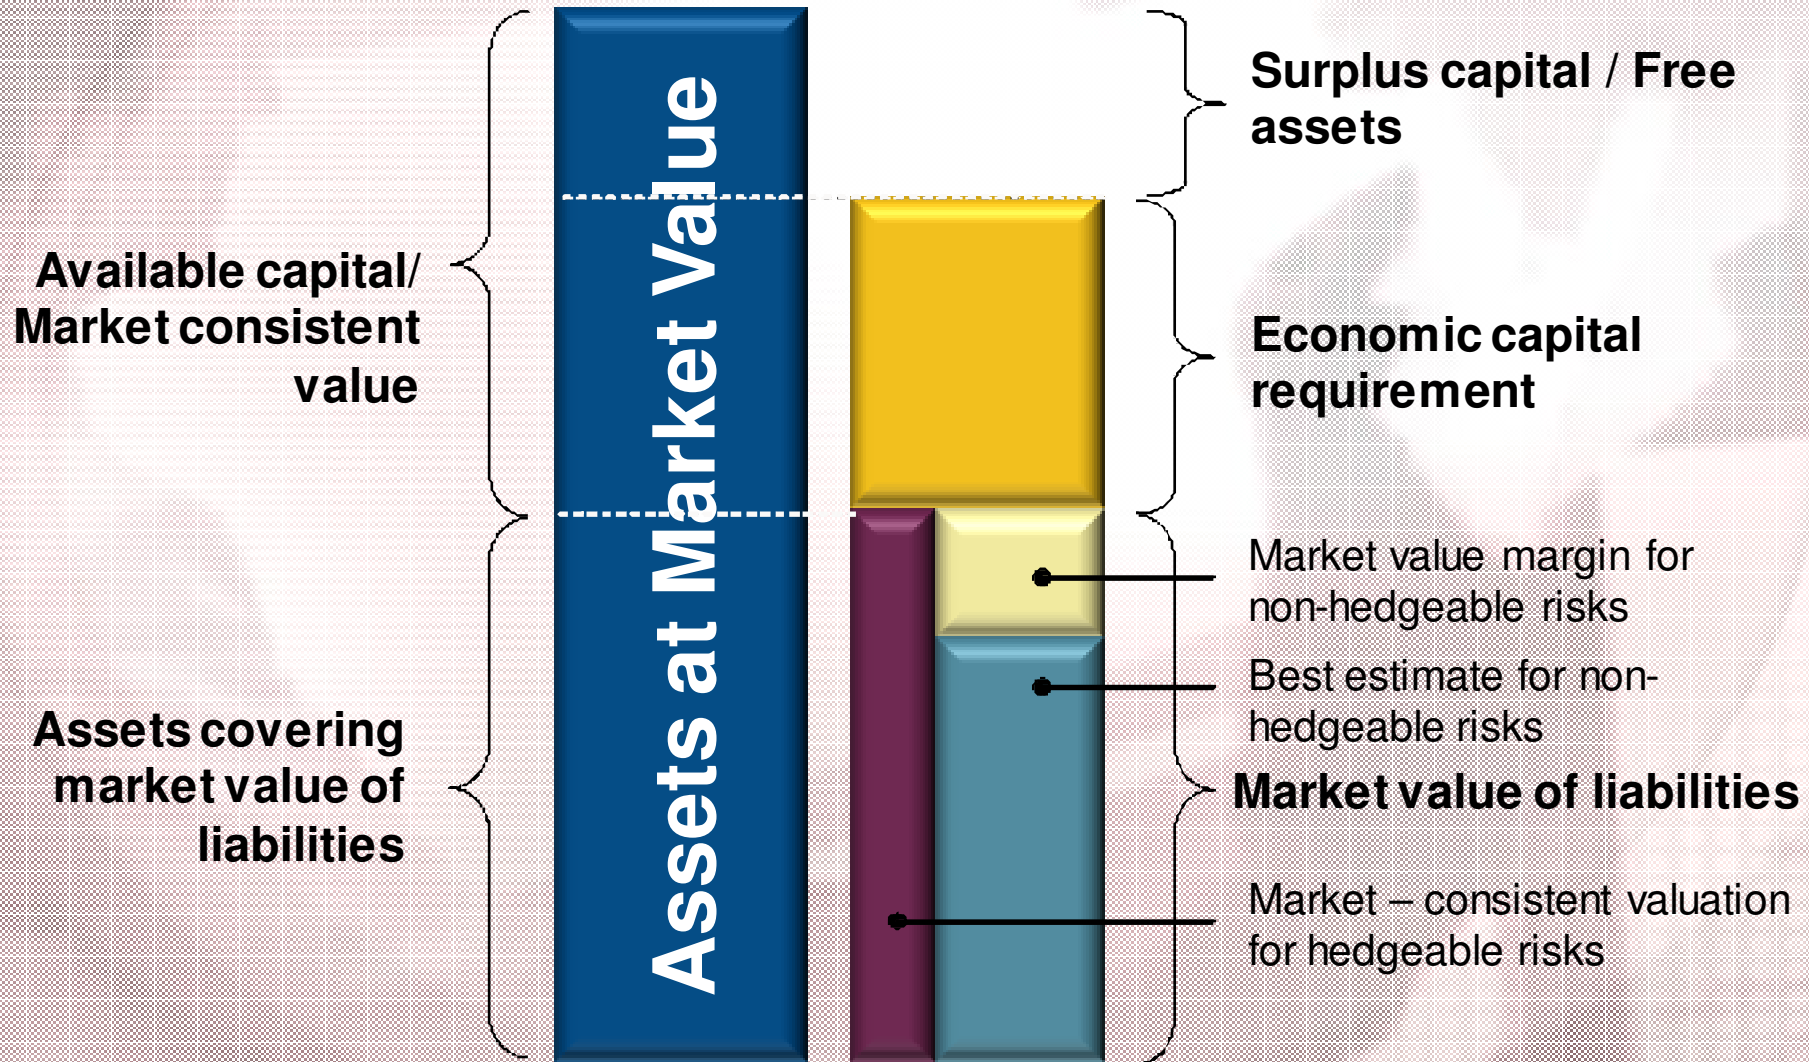 Available capital/
Market consistent
value
Assets covering
market value of
liabilities
Assets at Market Value
Surplus capital / Free
assets
Economic capital
requirement
Market value margin for
non-hedgeable risks
Best estimate for non-
hedgeable risks
Market value of liabilities
Market – consistent valuation
for hedgeable risks